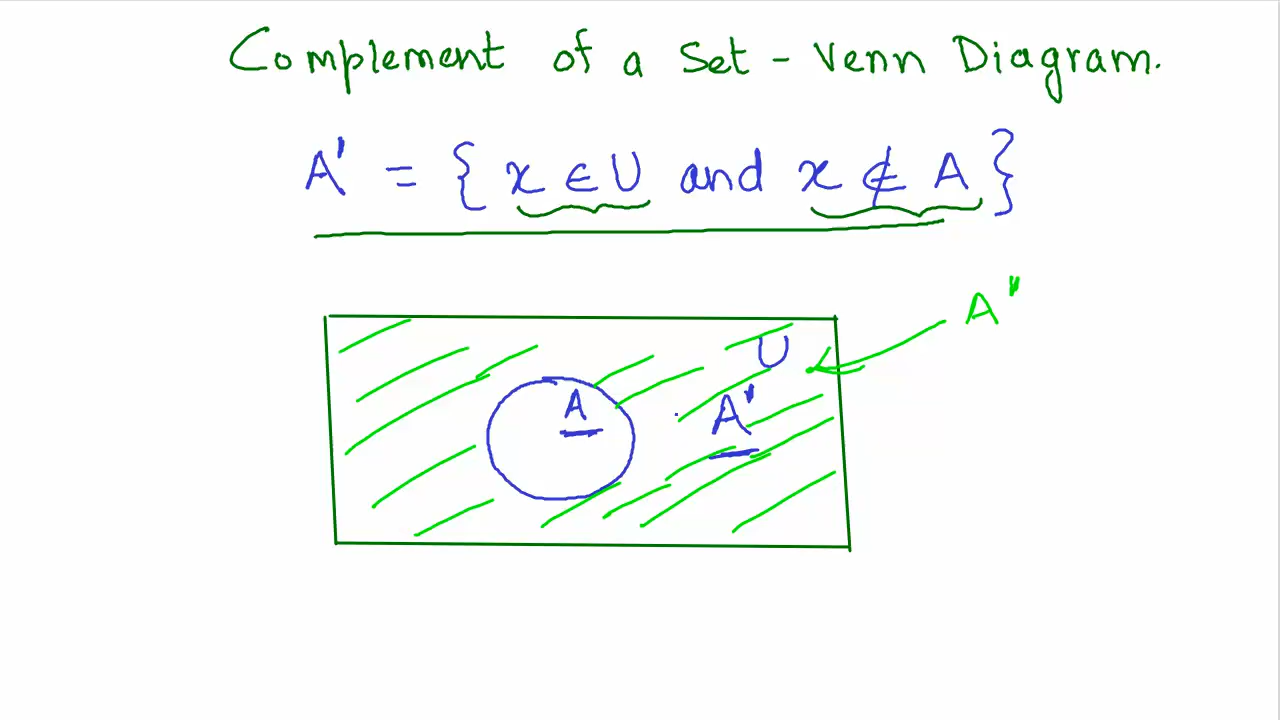 Complement of a Set - Venn Diagram.
A' = { x ∈ U and x ∉ A }
A'
U
A
A'